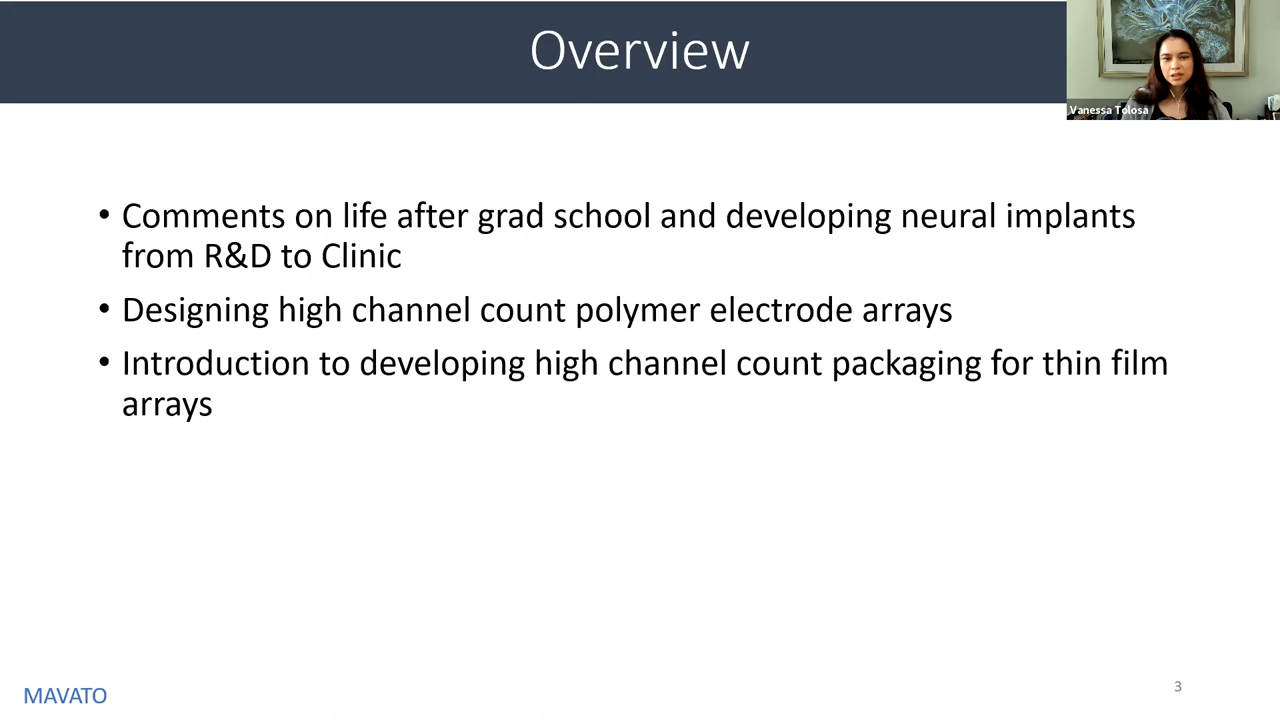 Overview
Vanessa Tolosa
• Comments on life after grad school and developing neural implants
from R&D to Clinic
• Designing high channel count polymer electrode arrays
• Introduction to developing high channel count packaging for thin film
arrays
MAVATO
3